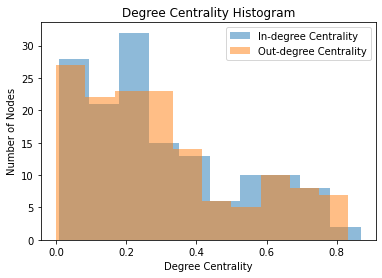 Degree Centrality Histogram
In-degree Centrality
Out-degree Centrality
Number of Nodes
30
25
20
15
10
5
0
0.0 0.2 0.4 0.6 0.8
Degree Centrality